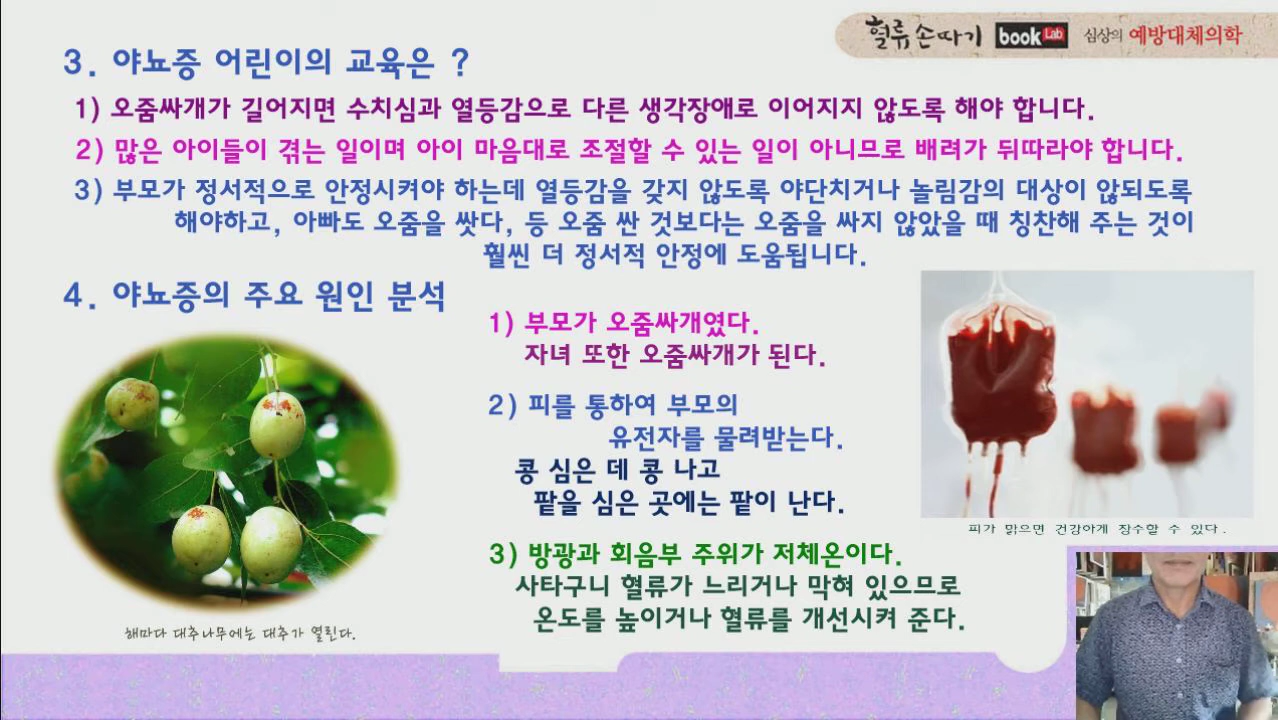 혈류 손따기 book Lab 심상의 예방대체의학
3. 야뇨증 어린이의 교육은 ?
1) 오줌싸개가 길어지면 수치심과 열등감으로 다른 생각장애로 이어지지 않도록 해야 합니다.
2) 많은 아이들이 겪는 일이며 아이 마음대로 조절할 수 있는 일이 아니므로 배려가 뒤따라야 합니다.
3) 부모가 정서적으로 안정시켜야 하는데 열등감을 갖지 않도록 야단치거나 놀림감의 대상이 않되도록
해야하고, 아빠도 오줌을 쌋다, 등 오줌 싼 것보다는 오줌을 싸지 않았을 때 칭찬해 주는 것이
훨씬 더 정서적 안정에 도움됩니다.
4. 야뇨증의 주요 원인 분석
1) 부모가 오줌싸개였다.
자녀 또한 오줌싸개가 된다.
2) 피를 통하여 부모의
유전자를 물려받는다.
콩 심은 데 콩 나고
팥을 심은 곳에는 팥이 난다.
3) 방광과 회음부 주위가 저체온이다.
사타구니 혈류가 느리거나 막혀 있으므로
온도를 높이거나 혈류를 개선시켜 준다.
해마다 대추나무에는 대추가 열린다.
피가 맑으면 건강하게 장수할 수 있다.